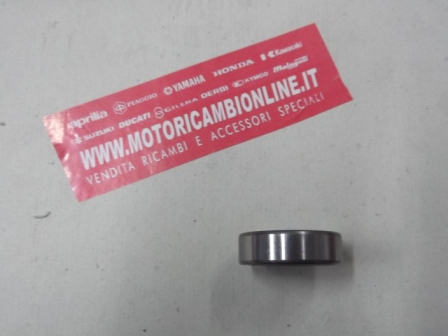 aprilia PIAGGIO YAMAHA HONDA Kawasaki
SUZUKI DUCATI GILERA DERBI KYMCO Malaguti
WWW.MOTORICAMBIONLINE.IT
VENDITA RICAMBI E ACCESSORI SPECIALI